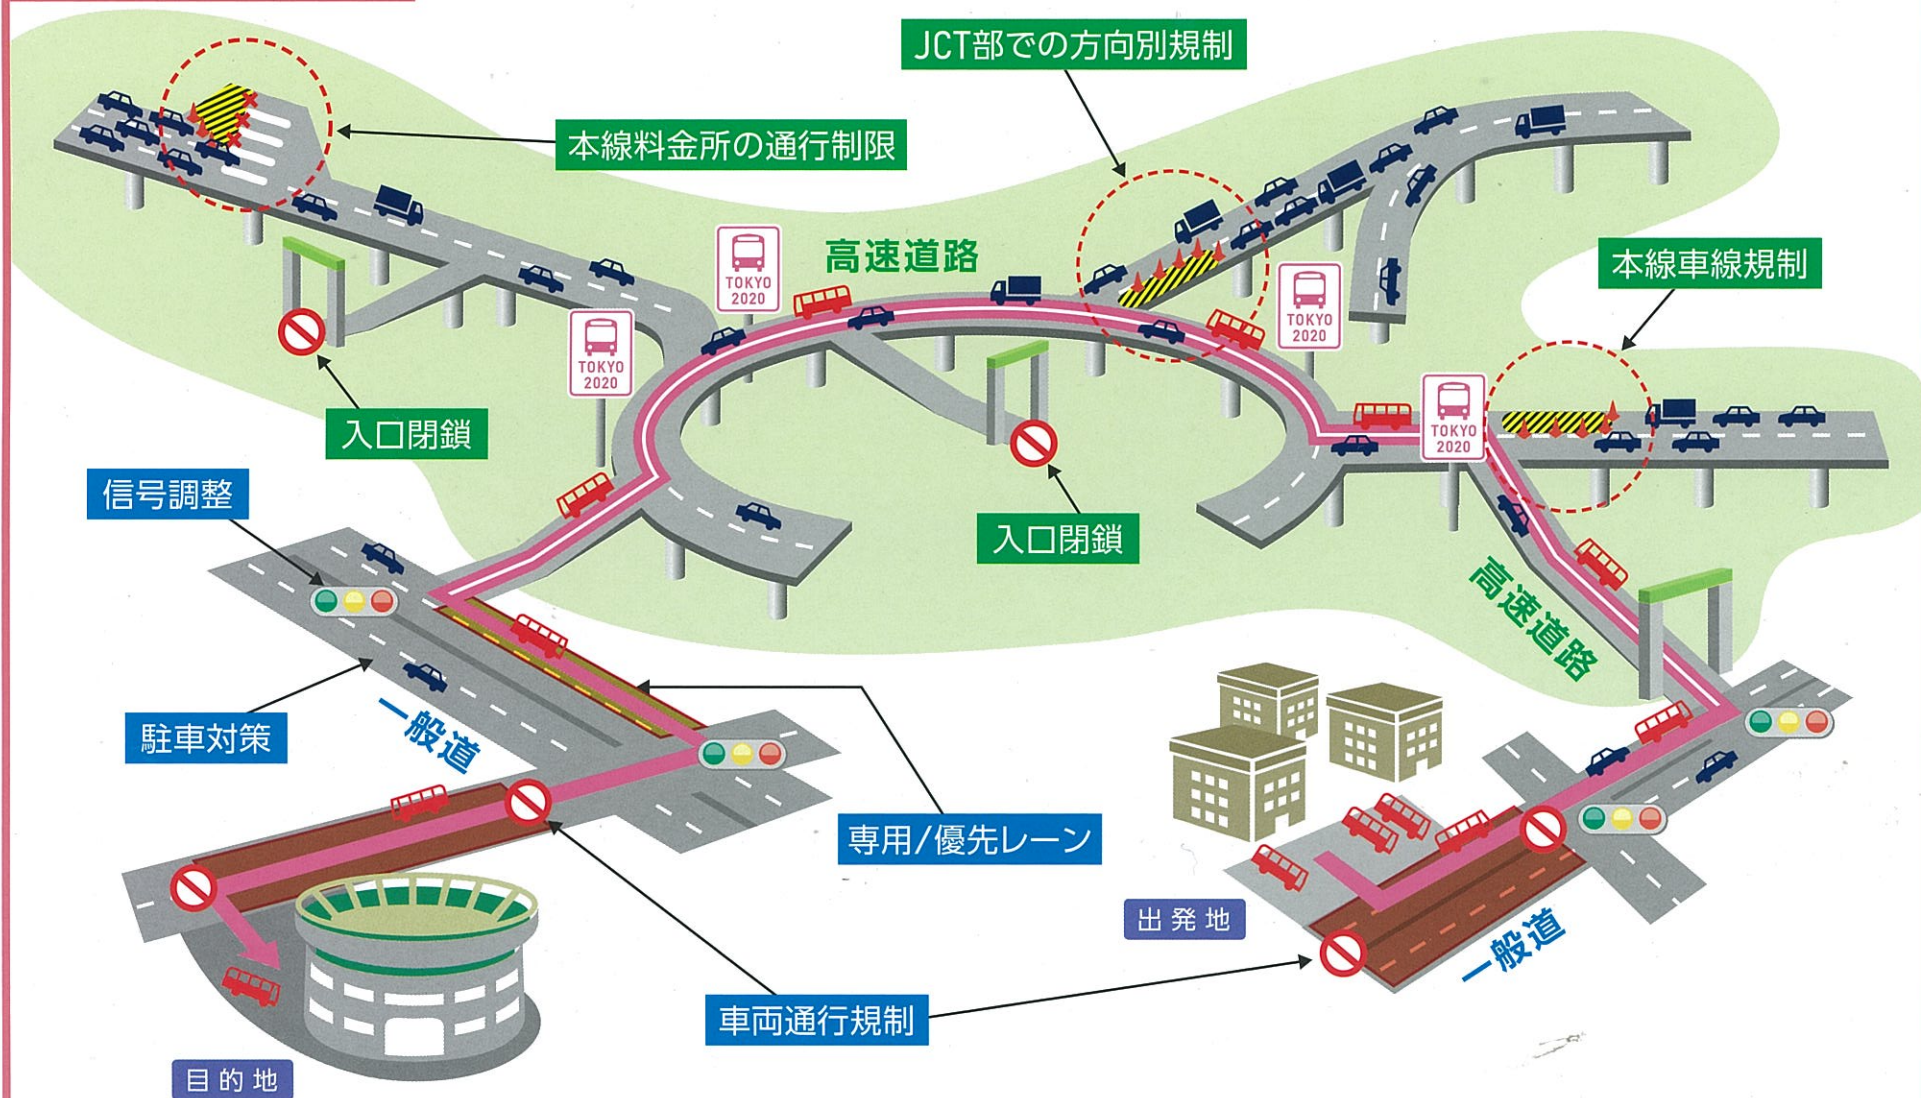 JCT部での方向別規制
本線料金所の通行制限
高速道路
本線車線規制
TOKYO
2020
TOKYO
2020
TOKYO
2020
TOKYO
2020
入口閉鎖
入口閉鎖
信号調整
高速道路
駐車対策
一般道
専用/優先レーン
出発地
一般道
車両通行規制
目的地